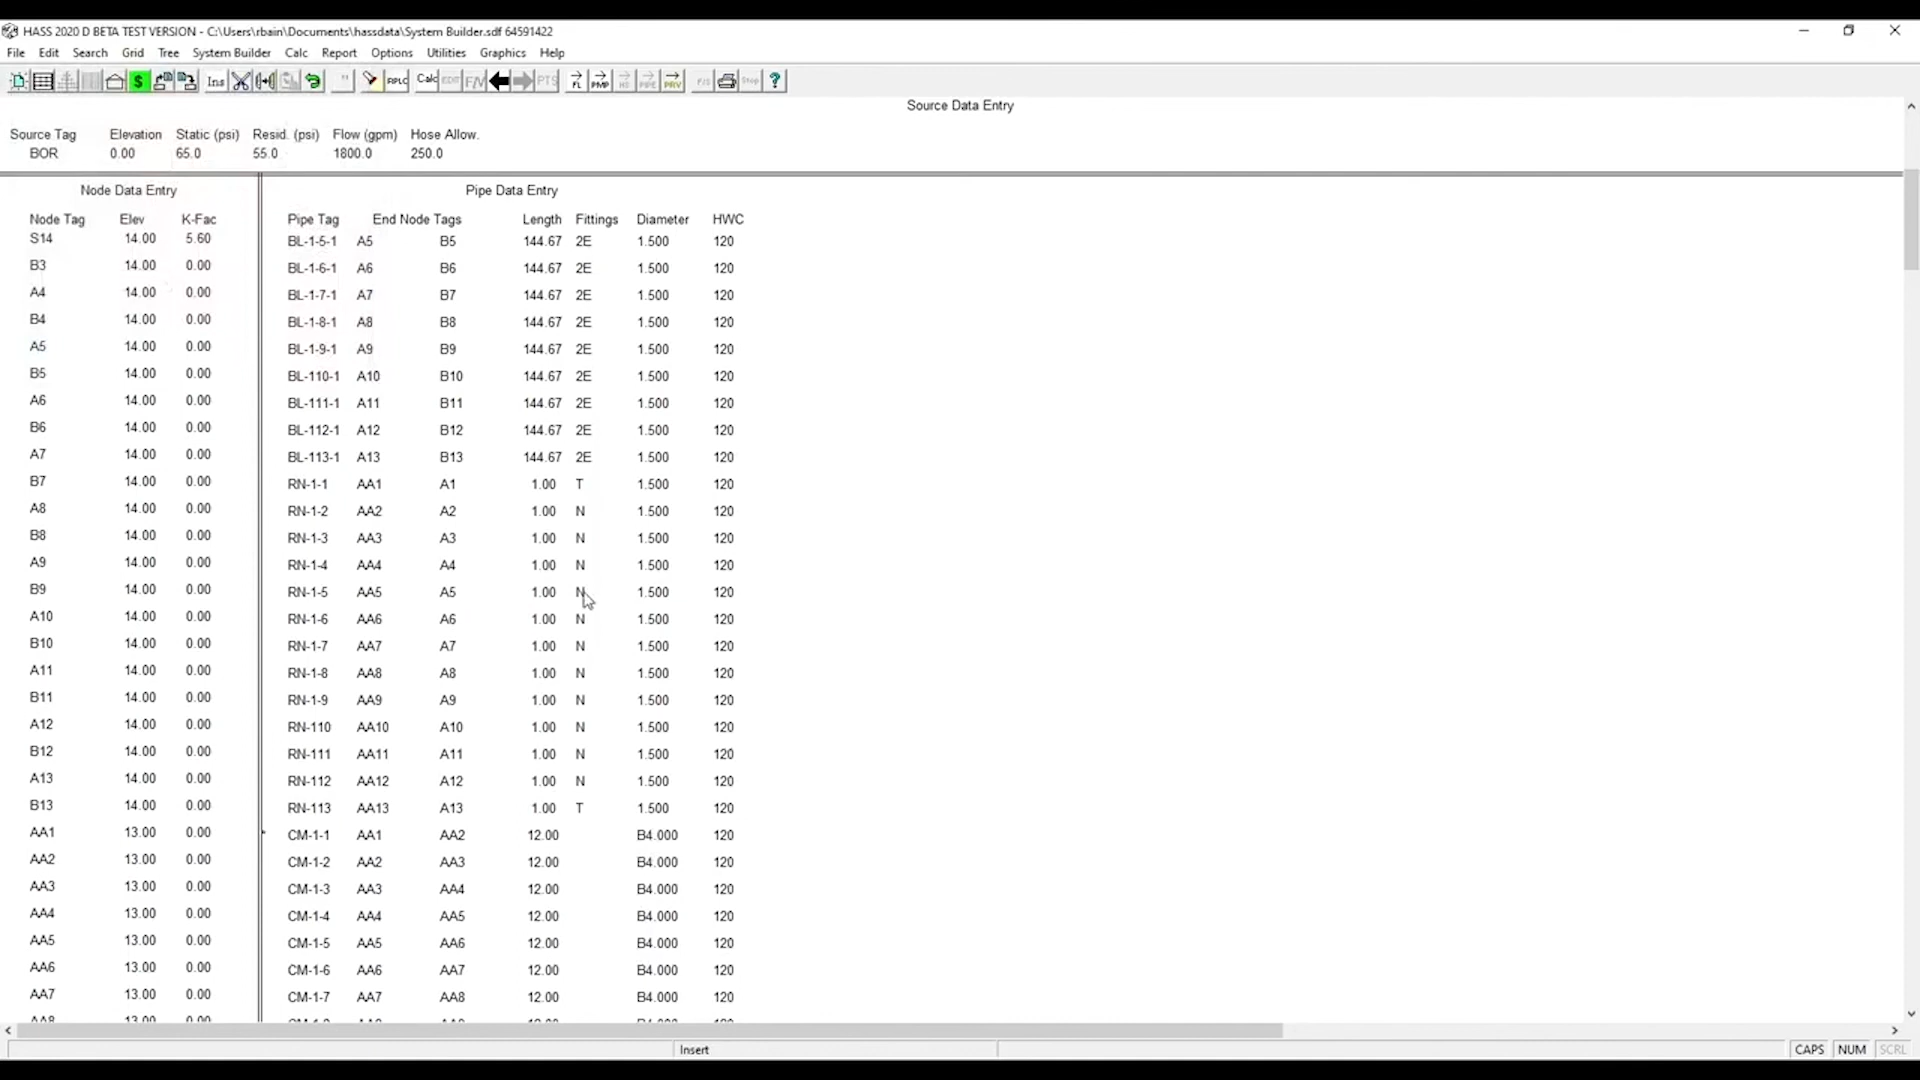 HASS 2020 D BETA TEST VERSION - C:\Users\rbain\Documents\hassdata\System Builder.sdf 64591422
File Edit Search Grid Tree System Builder Calc Report Options Utilities Graphics Help
$ Ins " RPLC Calc EDIT F/V PTS FL PMP HS PIPE PRV F/S Stop ?
Source Data Entry
Source Tag Elevation Static (psi) Resid. (psi) Flow (gpm) Hose Allow.
BOR 0.00 65.0 55.0 1800.0 250.0
Node Data Entry Pipe Data Entry
Node Tag Elev K-Fac Pipe Tag End Node Tags Length Fittings Diameter HWC
S14 14.00 5.60 BL-1-5-1 A5 B5 144.67 2E 1.500 120
B3 14.00 0.00 BL-1-6-1 A6 B6 144.67 2E 1.500 120
A4 14.00 0.00 BL-1-7-1 A7 B7 144.67 2E 1.500 120
B4 14.00 0.00 BL-1-8-1 A8 B8 144.67 2E 1.500 120
A5 14.00 0.00 BL-1-9-1 A9 B9 144.67 2E 1.500 120
B5 14.00 0.00 BL-110-1 A10 B10 144.67 2E 1.500 120
A6 14.00 0.00 BL-111-1 A11 B11 144.67 2E 1.500 120
B6 14.00 0.00 BL-112-1 A12 B12 144.67 2E 1.500 120
A7 14.00 0.00 BL-113-1 A13 B13 144.67 2E 1.500 120
B7 14.00 0.00 RN-1-1 AA1 A1 1.00 T 1.500 120
A8 14.00 0.00 RN-1-2 AA2 A2 1.00 N 1.500 120
B8 14.00 0.00 RN-1-3 AA3 A3 1.00 N 1.500 120
A9 14.00 0.00 RN-1-4 AA4 A4 1.00 N 1.500 120
B9 14.00 0.00 RN-1-5 AA5 A5 1.00 N 1.500 120
A10 14.00 0.00 RN-1-6 AA6 A6 1.00 N 1.500 120
B10 14.00 0.00 RN-1-7 AA7 A7 1.00 N 1.500 120
A11 14.00 0.00 RN-1-8 AA8 A8 1.00 N 1.500 120
B11 14.00 0.00 RN-1-9 AA9 A9 1.00 N 1.500 120
A12 14.00 0.00 RN-110 AA10 A10 1.00 N 1.500 120
B12 14.00 0.00 RN-111 AA11 A11 1.00 N 1.500 120
A13 14.00 0.00 RN-112 AA12 A12 1.00 N 1.500 120
B13 14.00 0.00 RN-113 AA13 A13 1.00 T 1.500 120
AA1 13.00 0.00 CM-1-1 AA1 AA2 12.00 B4.000 120
AA2 13.00 0.00 CM-1-2 AA2 AA3 12.00 B4.000 120
AA3 13.00 0.00 CM-1-3 AA3 AA4 12.00 B4.000 120
AA4 13.00 0.00 CM-1-4 AA4 AA5 12.00 B4.000 120
AA5 13.00 0.00 CM-1-5 AA5 AA6 12.00 B4.000 120
AA6 13.00 0.00 CM-1-6 AA6 AA7 12.00 B4.000 120
AA7 13.00 0.00 CM-1-7 AA7 AA8 12.00 B4.000 120
AA8 13.00 0.00
Insert CAPS NUM SCRL